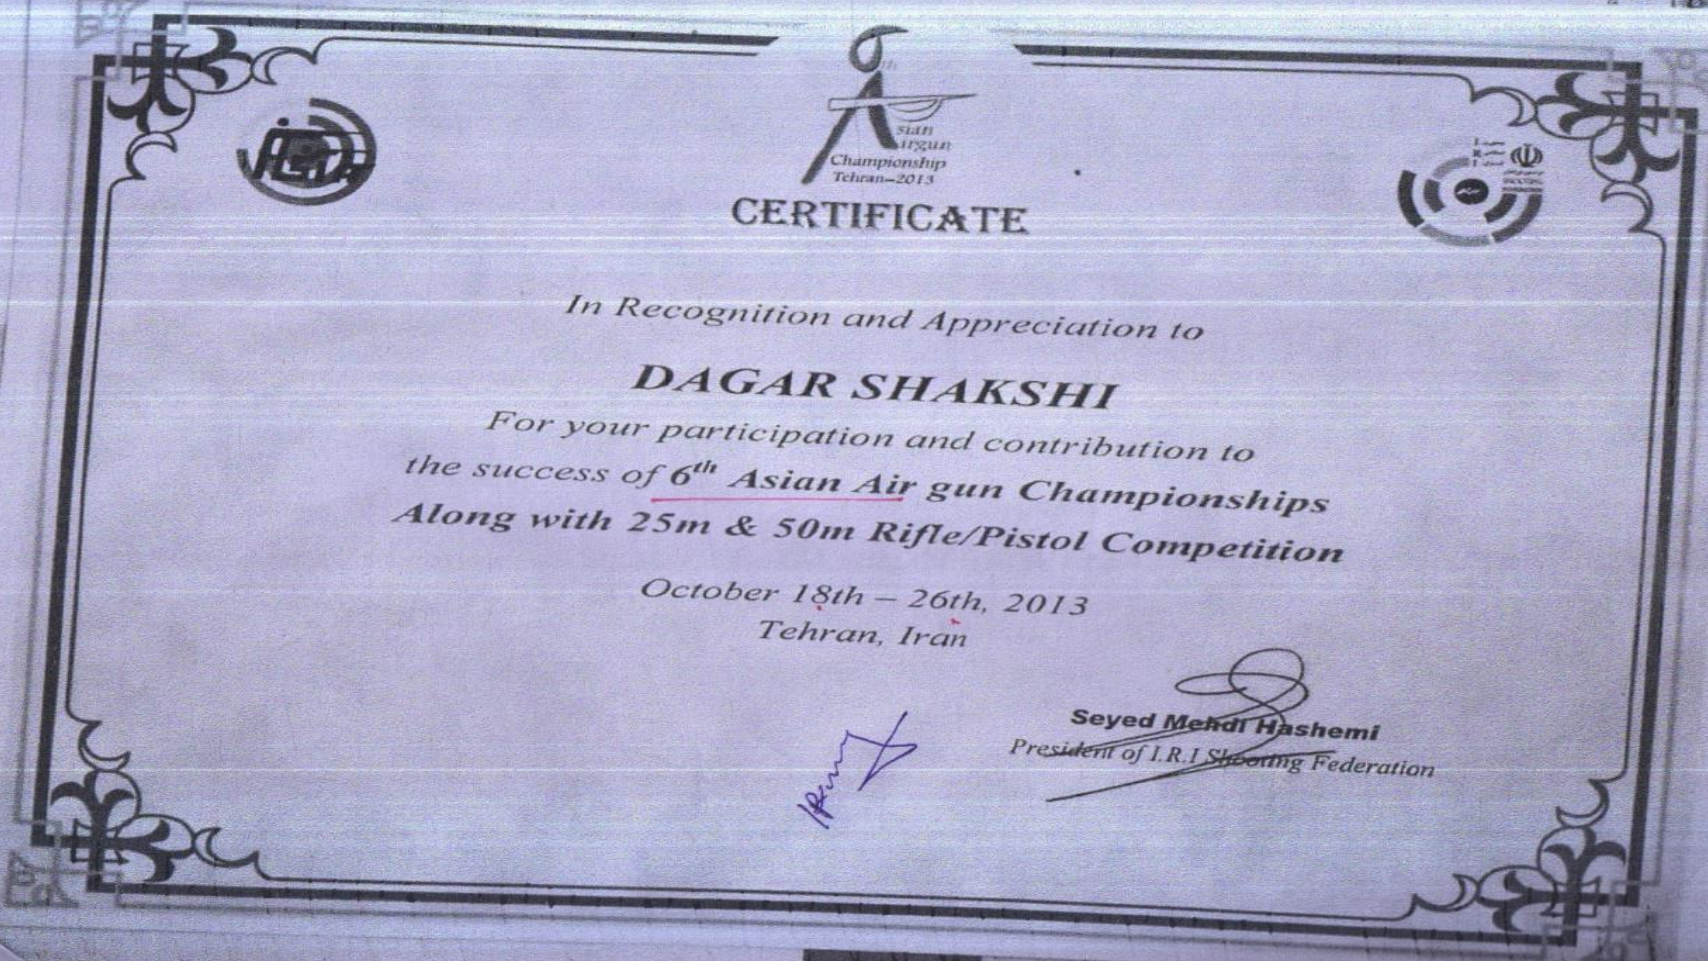 6th
Asian
Airgun
Championship
Tehran–2013
CERTIFICATE
In Recognition and Appreciation to
DAGAR SHAKSHI
For your participation and contribution to
the success of 6th Asian Air gun Championships
Along with 25m & 50m Rifle/Pistol Competition
October 18th – 26th, 2013
Tehran, Iran
Seyed Mehdi Hashemi
President of I.R.I Shooting Federation